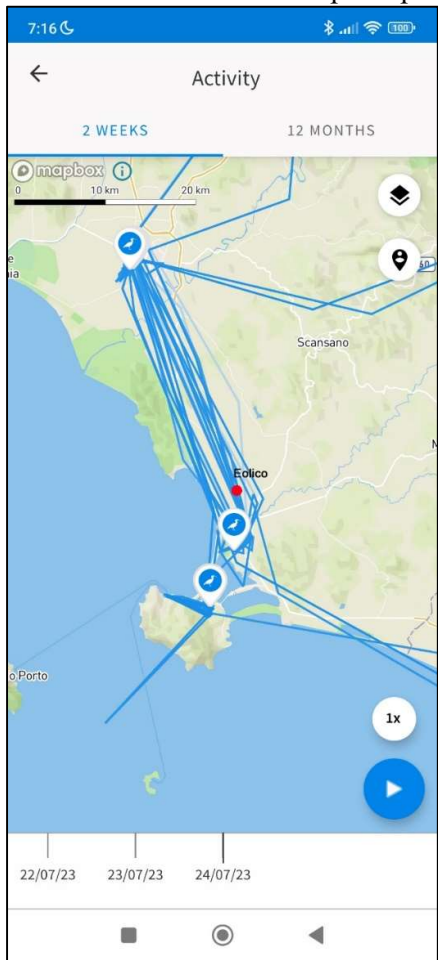 7:16 100
Activity
2 WEEKS 12 MONTHS
mapbox
0 10 km 20 km
60
Scansano
Eolico
o Porto
1x
22/07/23 23/07/23 24/07/23